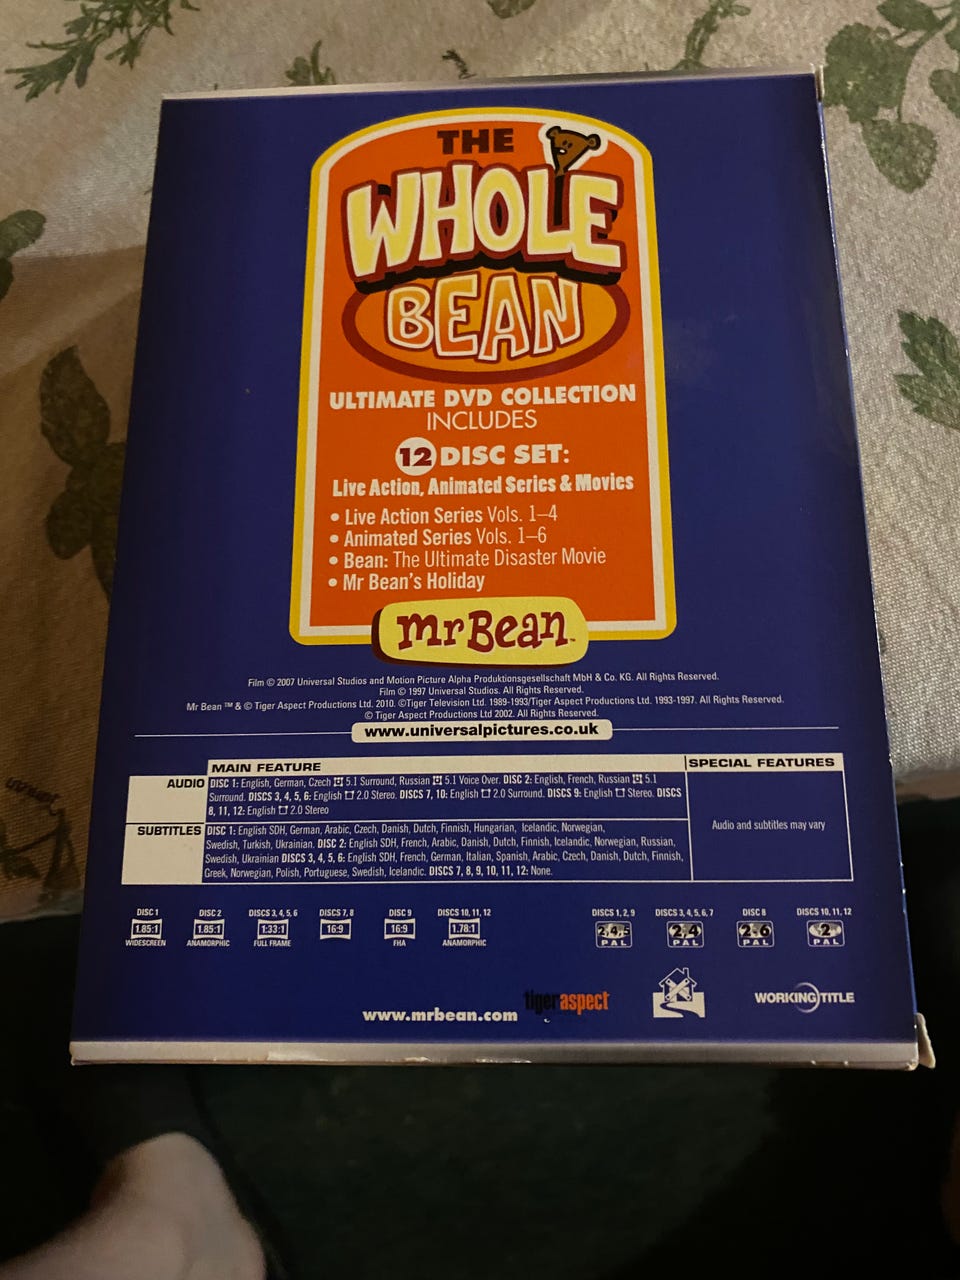 THE
WHOLE
BEAN
ULTIMATE DVD COLLECTION
INCLUDES
12 DISC SET:
Live Action, Animated Series & Movies
• Live Action Series Vols. 1–4
• Animated Series Vols. 1–6
• Bean: The Ultimate Disaster Movie
• Mr Bean's Holiday
mr Bean™
Film © 2007 Universal Studios and Motion Picture Alpha Produktionsgesellschaft MbH & Co. KG. All Rights Reserved.
Film © 1997 Universal Studios. All Rights Reserved.
Mr Bean ™ & © Tiger Aspect Productions Ltd. 2010. ©Tiger Television Ltd. 1989-1993/Tiger Aspect Productions Ltd. 1993-1997. All Rights Reserved.
© Tiger Aspect Productions Ltd 2002. All Rights Reserved.
www.universalpictures.co.uk
MAIN FEATURE
SPECIAL FEATURES
AUDIO
DISC 1: English, German, Czech 5.1 Surround, Russian 5.1 Voice Over. DISC 2: English, French, Russian 5.1
Surround. DISCS 3, 4, 5, 6: English 2.0 Stereo. DISCS 7, 10: English 2.0 Surround. DISCS 9: English Stereo. DISCS
8, 11, 12: English 2.0 Stereo
SUBTITLES
DISC 1: English SDH, German, Arabic, Czech, Danish, Dutch, Finnish, Hungarian, Icelandic, Norwegian,
Swedish, Turkish, Ukrainian. DISC 2: English SDH, French, Arabic, Danish, Dutch, Finnish, Icelandic, Norwegian, Russian,
Swedish, Ukrainian DISCS 3, 4, 5, 6: English SDH, French, German, Italian, Spanish, Arabic, Czech, Danish, Dutch, Finnish,
Greek, Norwegian, Polish, Portuguese, Swedish, Icelandic. DISCS 7, 8, 9, 10, 11, 12: None.
Audio and subtitles may vary
DISC 1
1.85:1
WIDESCREEN
DISC 2
1.85:1
ANAMORPHIC
DISCS 3, 4, 5, 6
1:33:1
FULL FRAME
DISCS 7, 8
16:9
DISC 9
16:9
FHA
DISCS 10, 11, 12
1.78:1
ANAMORPHIC
DISCS 1, 2, 9
2,4,5
PAL
DISCS 3, 4, 5, 6, 7
2,4
PAL
DISC 8
2-6
PAL
DISCS 10, 11, 12
2
PAL
www.mrbean.com
tigeraspect
WORKING TITLE